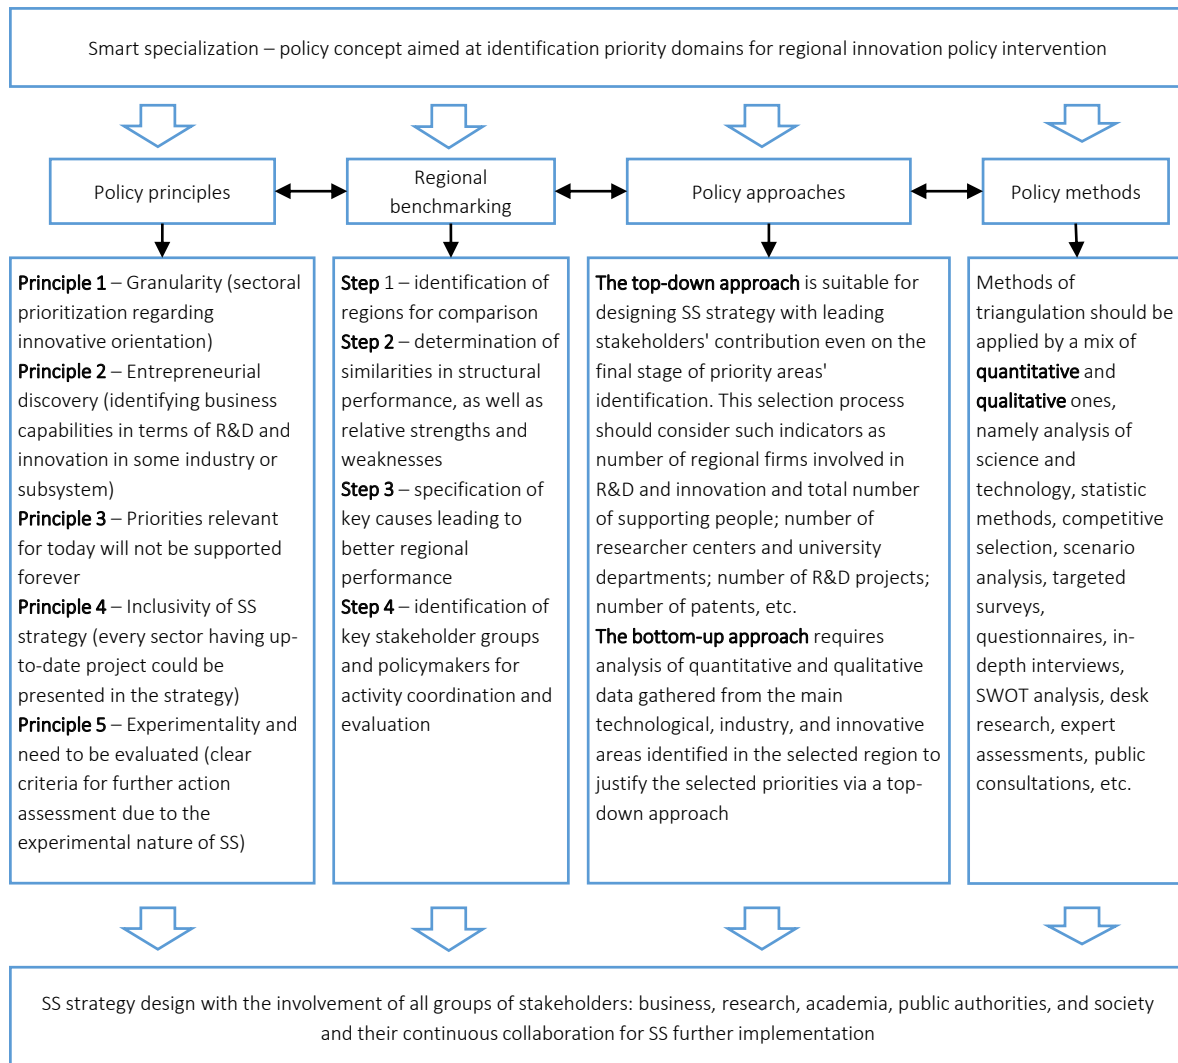 Smart specialization – policy concept aimed at identification priority domains for regional innovation policy intervention
Policy principles
Regional
benchmarking
Policy approaches
Policy methods
Principle 1 – Granularity (sectoral
prioritization regarding
innovative orientation)
Principle 2 – Entrepreneurial
discovery (identifying business
capabilities in terms of R&D and
innovation in some industry or
subsystem)
Principle 3 – Priorities relevant
for today will not be supported
forever
Principle 4 – Inclusivity of SS
strategy (every sector having up-
to-date project could be
presented in the strategy)
Principle 5 – Experimentality and
need to be evaluated (clear
criteria for further action
assessment due to the
experimental nature of SS)
Step 1 – identification of
regions for comparison
Step 2 – determination of
similarities in structural
performance, as well as
relative strengths and
weaknesses
Step 3 – specification of
key causes leading to
better regional
performance
Step 4 – identification of
key stakeholder groups
and policymakers for
activity coordination and
evaluation
The top-down approach is suitable for
designing SS strategy with leading
stakeholders' contribution even on the
final stage of priority areas'
identification. This selection process
should consider such indicators as
number of regional firms involved in
R&D and innovation and total number
of supporting people; number of
researcher centers and university
departments; number of R&D projects;
number of patents, etc.
The bottom-up approach requires
analysis of quantitative and qualitative
data gathered from the main
technological, industry, and innovative
areas identified in the selected region to
justify the selected priorities via a top-
down approach
Methods of
triangulation should be
applied by a mix of
quantitative and
qualitative ones,
namely analysis of
science and
technology, statistic
methods, competitive
selection, scenario
analysis, targeted
surveys,
questionnaires, in-
depth interviews,
SWOT analysis, desk
research, expert
assessments, public
consultations, etc.
SS strategy design with the involvement of all groups of stakeholders: business, research, academia, public authorities, and society
and their continuous collaboration for SS further implementation